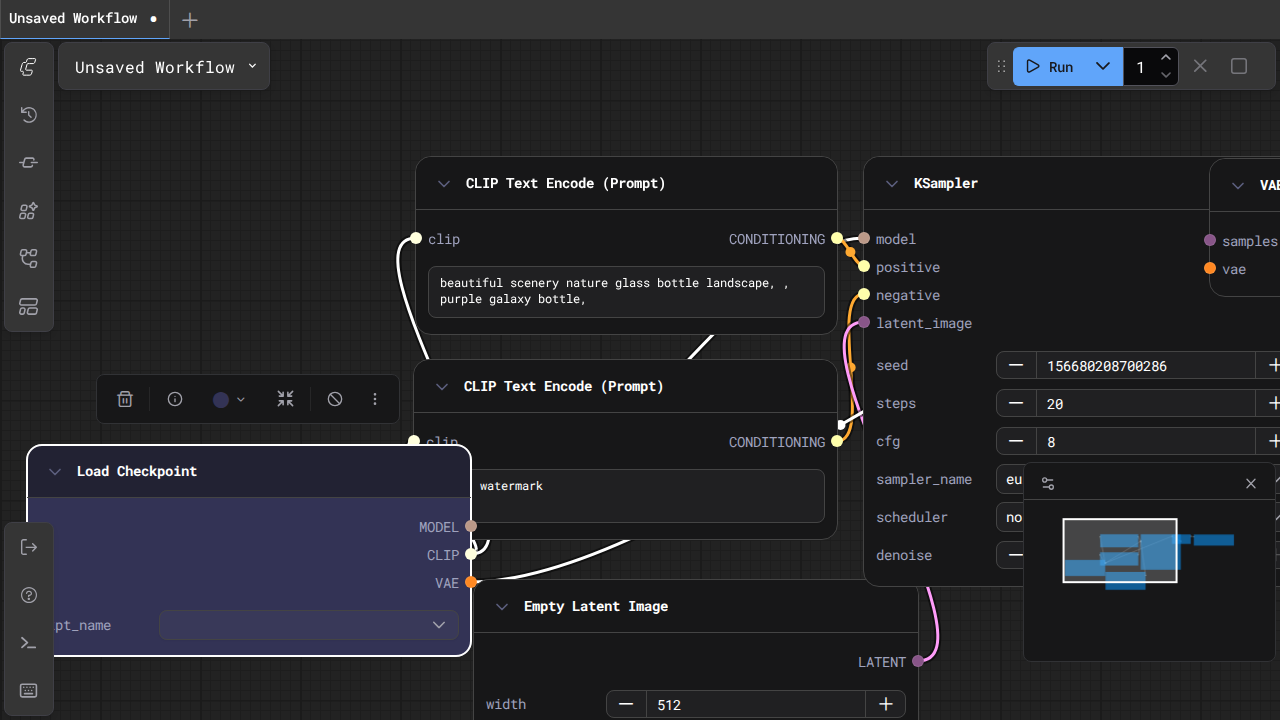 Unsaved Workflow
Unsaved Workflow
Run
1
CLIP Text Encode (Prompt)
clip
CONDITIONING
beautiful scenery nature glass bottle landscape, ,
purple galaxy bottle,
KSampler
model
positive
negative
latent_image
seed
156680208700286
steps
20
cfg
8
sampler_name
eu
scheduler
no
denoise
VAE
samples
vae
CLIP Text Encode (Prompt)
clip
CONDITIONING
watermark
Load Checkpoint
MODEL
CLIP
VAE
pt_name
Empty Latent Image
LATENT
width
512